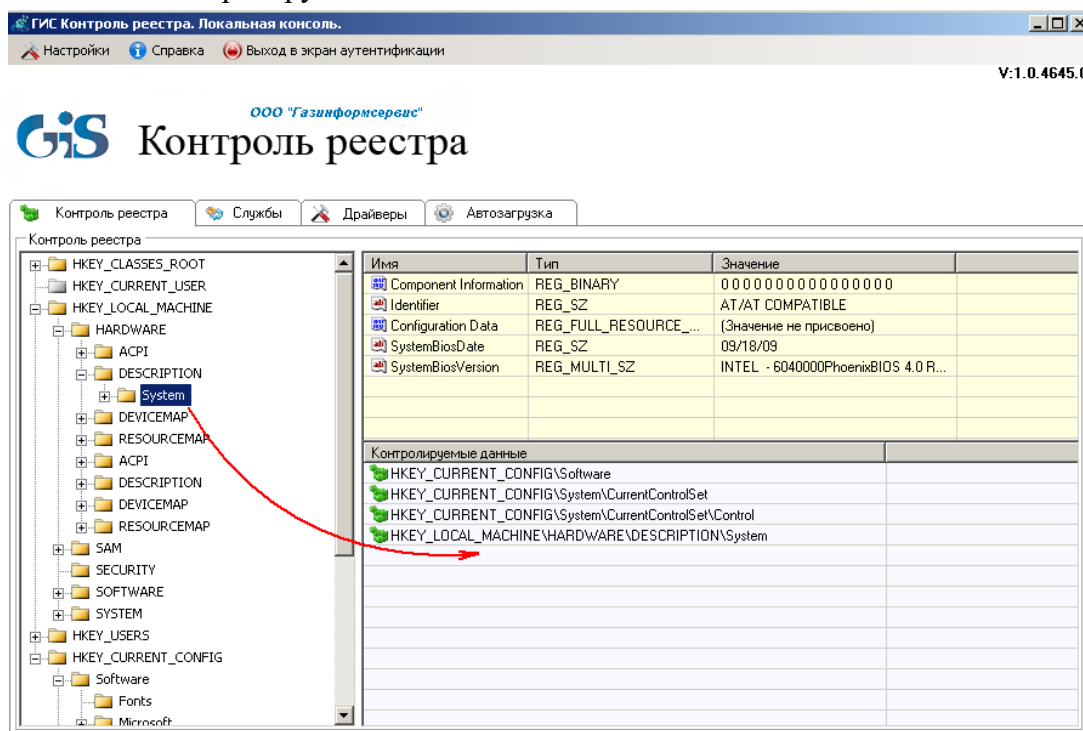 ГИС Контроль реестра. Локальная консоль.
Настройки Справка Выход в экран аутентификации
V:1.0.4645.
GiS
ООО "Газинформсервис"
Контроль реестра
Контроль реестра Службы Драйверы Автозагрузка
Контроль реестра
HKEY_CLASSES_ROOT
HKEY_CURRENT_USER
HKEY_LOCAL_MACHINE
HARDWARE
ACPI
DESCRIPTION
System
DEVICEMAP
RESOURCEMAP
ACPI
DESCRIPTION
DEVICEMAP
RESOURCEMAP
SAM
SECURITY
SOFTWARE
SYSTEM
HKEY_USERS
HKEY_CURRENT_CONFIG
Software
Fonts
Microsoft
Имя Тип Значение
Component Information REG_BINARY 0 0 0 0 0 0 0 0 0 0 0 0 0 0 0 0
Identifier REG_SZ AT/AT COMPATIBLE
Configuration Data REG_FULL_RESOURCE_... (Значение не присвоено)
SystemBiosDate REG_SZ 09/18/09
SystemBiosVersion REG_MULTI_SZ INTEL - 6040000PhoenixBIOS 4.0 R...
Контролируемые данные
HKEY_CURRENT_CONFIG\Software
HKEY_CURRENT_CONFIG\System\CurrentControlSet
HKEY_CURRENT_CONFIG\System\CurrentControlSet\Control
HKEY_LOCAL_MACHINE\HARDWARE\DESCRIPTION\System